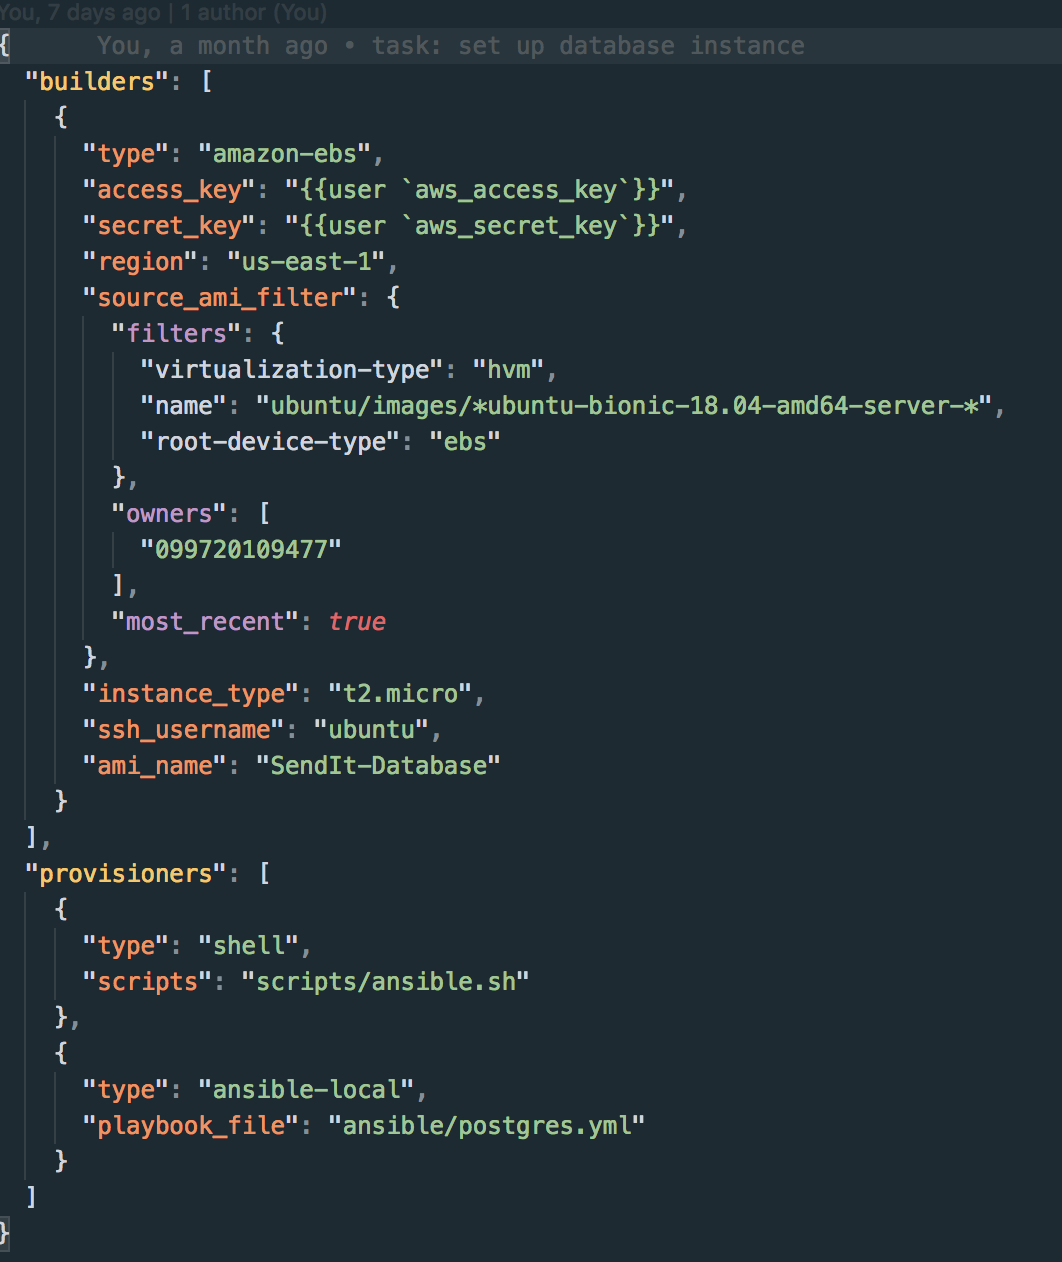 You, 7 days ago | 1 author (You)
{ You, a month ago • task: set up database instance
"builders": [
{
"type": "amazon-ebs",
"access_key": "{{user `aws_access_key`}}",
"secret_key": "{{user `aws_secret_key`}}",
"region": "us-east-1",
"source_ami_filter": {
"filters": {
"virtualization-type": "hvm",
"name": "ubuntu/images/*ubuntu-bionic-18.04-amd64-server-*",
"root-device-type": "ebs"
},
"owners": [
"099720109477"
],
"most_recent": true
},
"instance_type": "t2.micro",
"ssh_username": "ubuntu",
"ami_name": "SendIt-Database"
}
],
"provisioners": [
{
"type": "shell",
"scripts": "scripts/ansible.sh"
},
{
"type": "ansible-local",
"playbook_file": "ansible/postgres.yml"
}
]
}